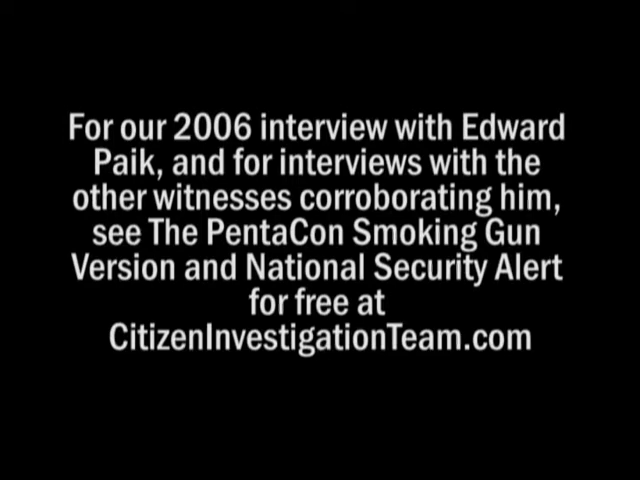 For our 2006 interview with Edward
Paik, and for interviews with the
other witnesses corroborating him,
see The PentaCon Smoking Gun
Version and National Security Alert
for free at
CitizenInvestigationTeam.com